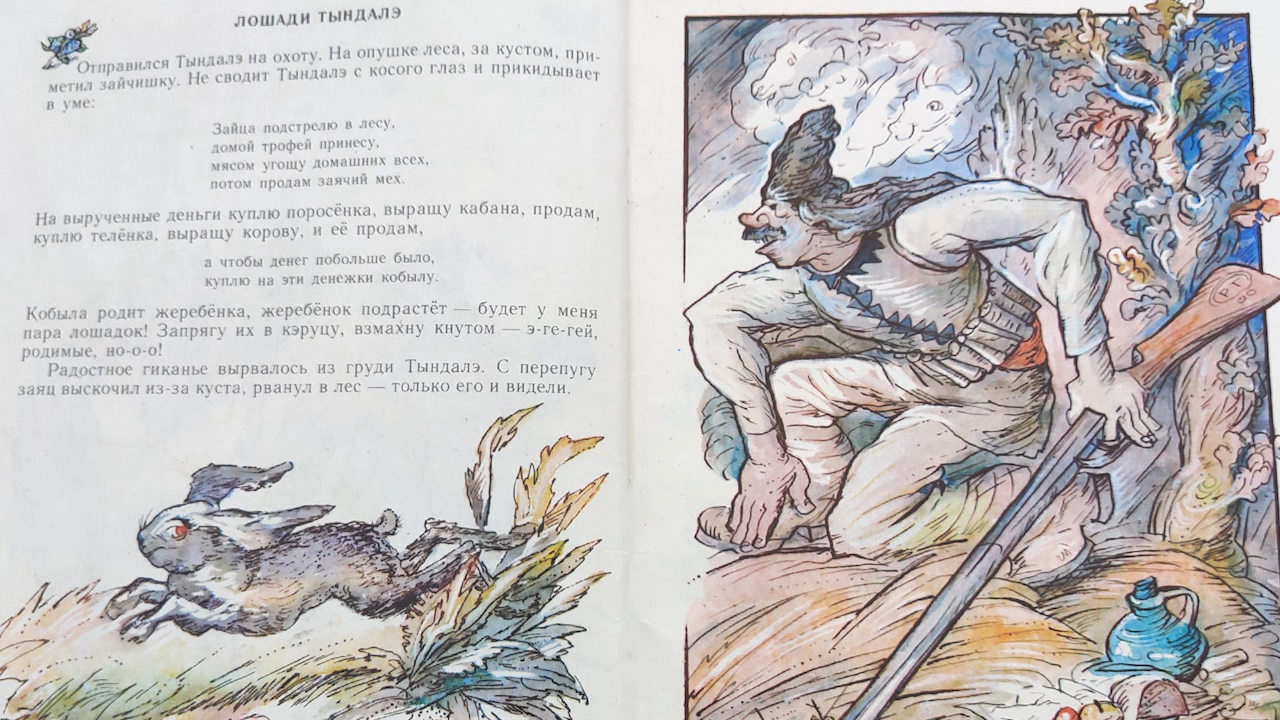 ЛОШАДИ ТЫНДАЛЭ
Отправился Тындалэ на охоту. На опушке леса, за кустом, при-
метил зайчишку. Не сводит Тындалэ с косого глаз и прикидывает
в уме:
Зайца подстрелю в лесу,
домой трофей принесу,
мясом угощу домашних всех,
потом продам заячий мех.
На вырученные деньги куплю поросёнка, выращу кабана, продам,
куплю телёнка, выращу корову, и её продам,
а чтобы денег побольше было,
куплю на эти денежки кобылу.
Кобыла родит жеребёнка, жеребёнок подрастёт — будет у меня
пара лошадок! Запрягу их в кэруцу, взмахну кнутом — э-ге-гей,
родимые, но-о-о!
Радостное гиканье вырвалось из груди Тындалэ. С перепугу
заяц выскочил из-за куста, рванул в лес — только его и видели.